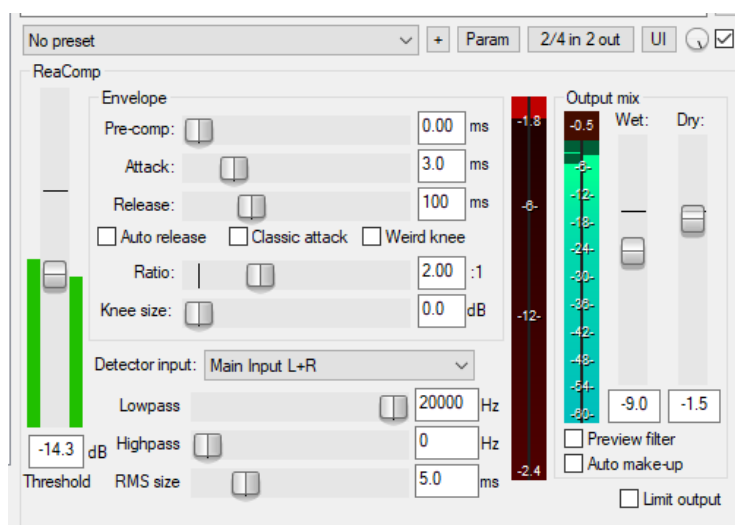 No preset + Param 2/4 in 2 out UI
ReaComp
Envelope
Pre-comp: 0.00 ms
Attack: 3.0 ms
Release: 100 ms
Auto release Classic attack Weird knee
Ratio: 2.00 :1
Knee size: 0.0 dB
Detector input: Main Input L+R
Lowpass 20000 Hz
Highpass 0 Hz
RMS size 5.0 ms
-14.3 dB
Threshold
-1.8
-6-
-12-
-2.4
Output mix
-0.5 Wet: Dry:
-6-
-12-
-18-
-24-
-30-
-36-
-42-
-48-
-54-
-60-
-9.0 -1.5
Preview filter
Auto make-up
Limit output